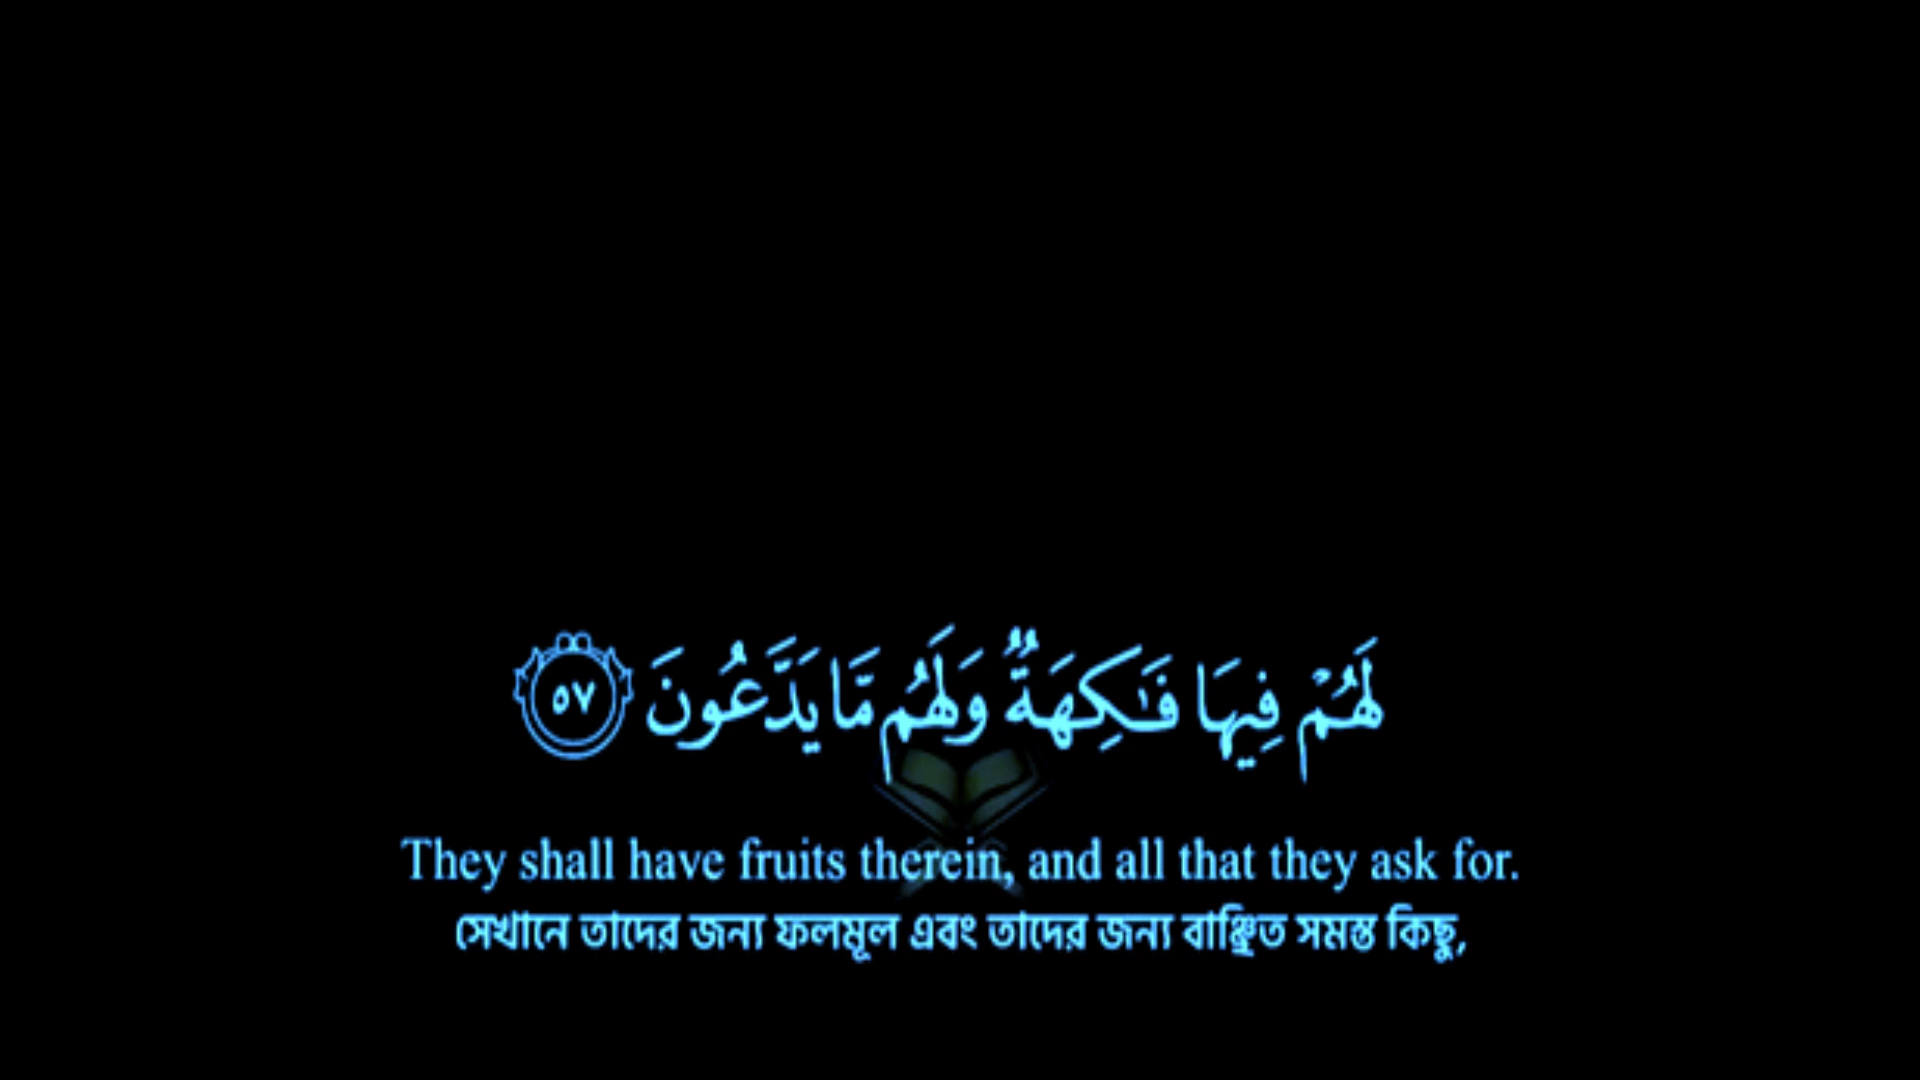 لَهُمْ فِيهَا فَـٰكِهَةٌ وَلَهُم مَّا يَدَّعُونَ ٥٧
They shall have fruits therein, and all that they ask for.
সেখানে তাদের জন্য ফলমূল এবং তাদের জন্য বাঞ্ছিত সমস্ত কিছু,